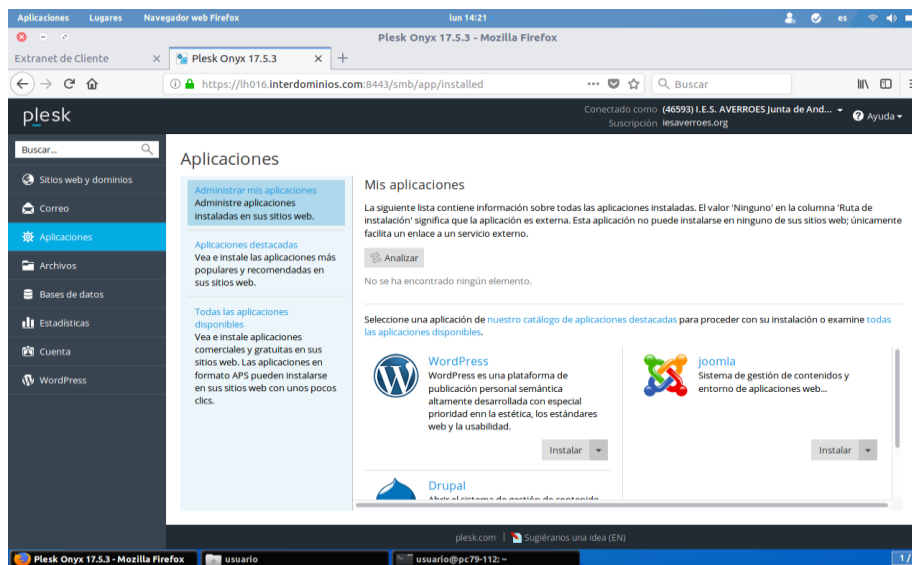 Aplicaciones Lugares Navegador web Firefox lun 14:21 es
Plesk Onyx 17.5.3 - Mozilla Firefox
Extranet de Cliente × Plesk Onyx 17.5.3 × +
https://lh016.interdominios.com:8443/smb/app/installed ··· Buscar
plesk
Conectado como (46593) I.E.S. AVERROES Junta de And...
Suscripción iesaverroes.org
Ayuda
Buscar...
Sitios web y dominios
Correo
Aplicaciones
Archivos
Bases de datos
Estadísticas
Cuenta
WordPress
Aplicaciones
Administrar mis aplicaciones
Administre aplicaciones
instaladas en sus sitios web.
Aplicaciones destacadas
Vea e instale las aplicaciones más
populares y recomendadas en
sus sitios web.
Todas las aplicaciones
disponibles
Vea e instale aplicaciones
comerciales y gratuitas en sus
sitios web. Las aplicaciones en
formato APS pueden instalarse
en sus sitios web con unos pocos
clics.
Mis aplicaciones
La siguiente lista contiene información sobre todas las aplicaciones instaladas. El valor 'Ninguno' en la columna 'Ruta de
instalación' significa que la aplicación es externa. Esta aplicación no puede instalarse en ninguno de sus sitios web; únicamente
facilita un enlace a un servicio externo.
Analizar
No se ha encontrado ningún elemento.
Seleccione una aplicación de nuestro catálogo de aplicaciones destacadas para proceder con su instalación o examine todas
las aplicaciones disponibles.
WordPress
WordPress es una plataforma de
publicación personal semántica
altamente desarrollada con especial
prioridad enn la estética, los estándares
web y la usabilidad.
Instalar
joomla
Sistema de gestión de contenidos y
entorno de aplicaciones web...
Instalar
Drupal
Abrir el sistema de gestión de contenido
plesk.com | Sugiéranos una idea (EN)
Plesk Onyx 17.5.3 - Mozilla Firefox usuario usuario@pc79-112: ~ 1 /